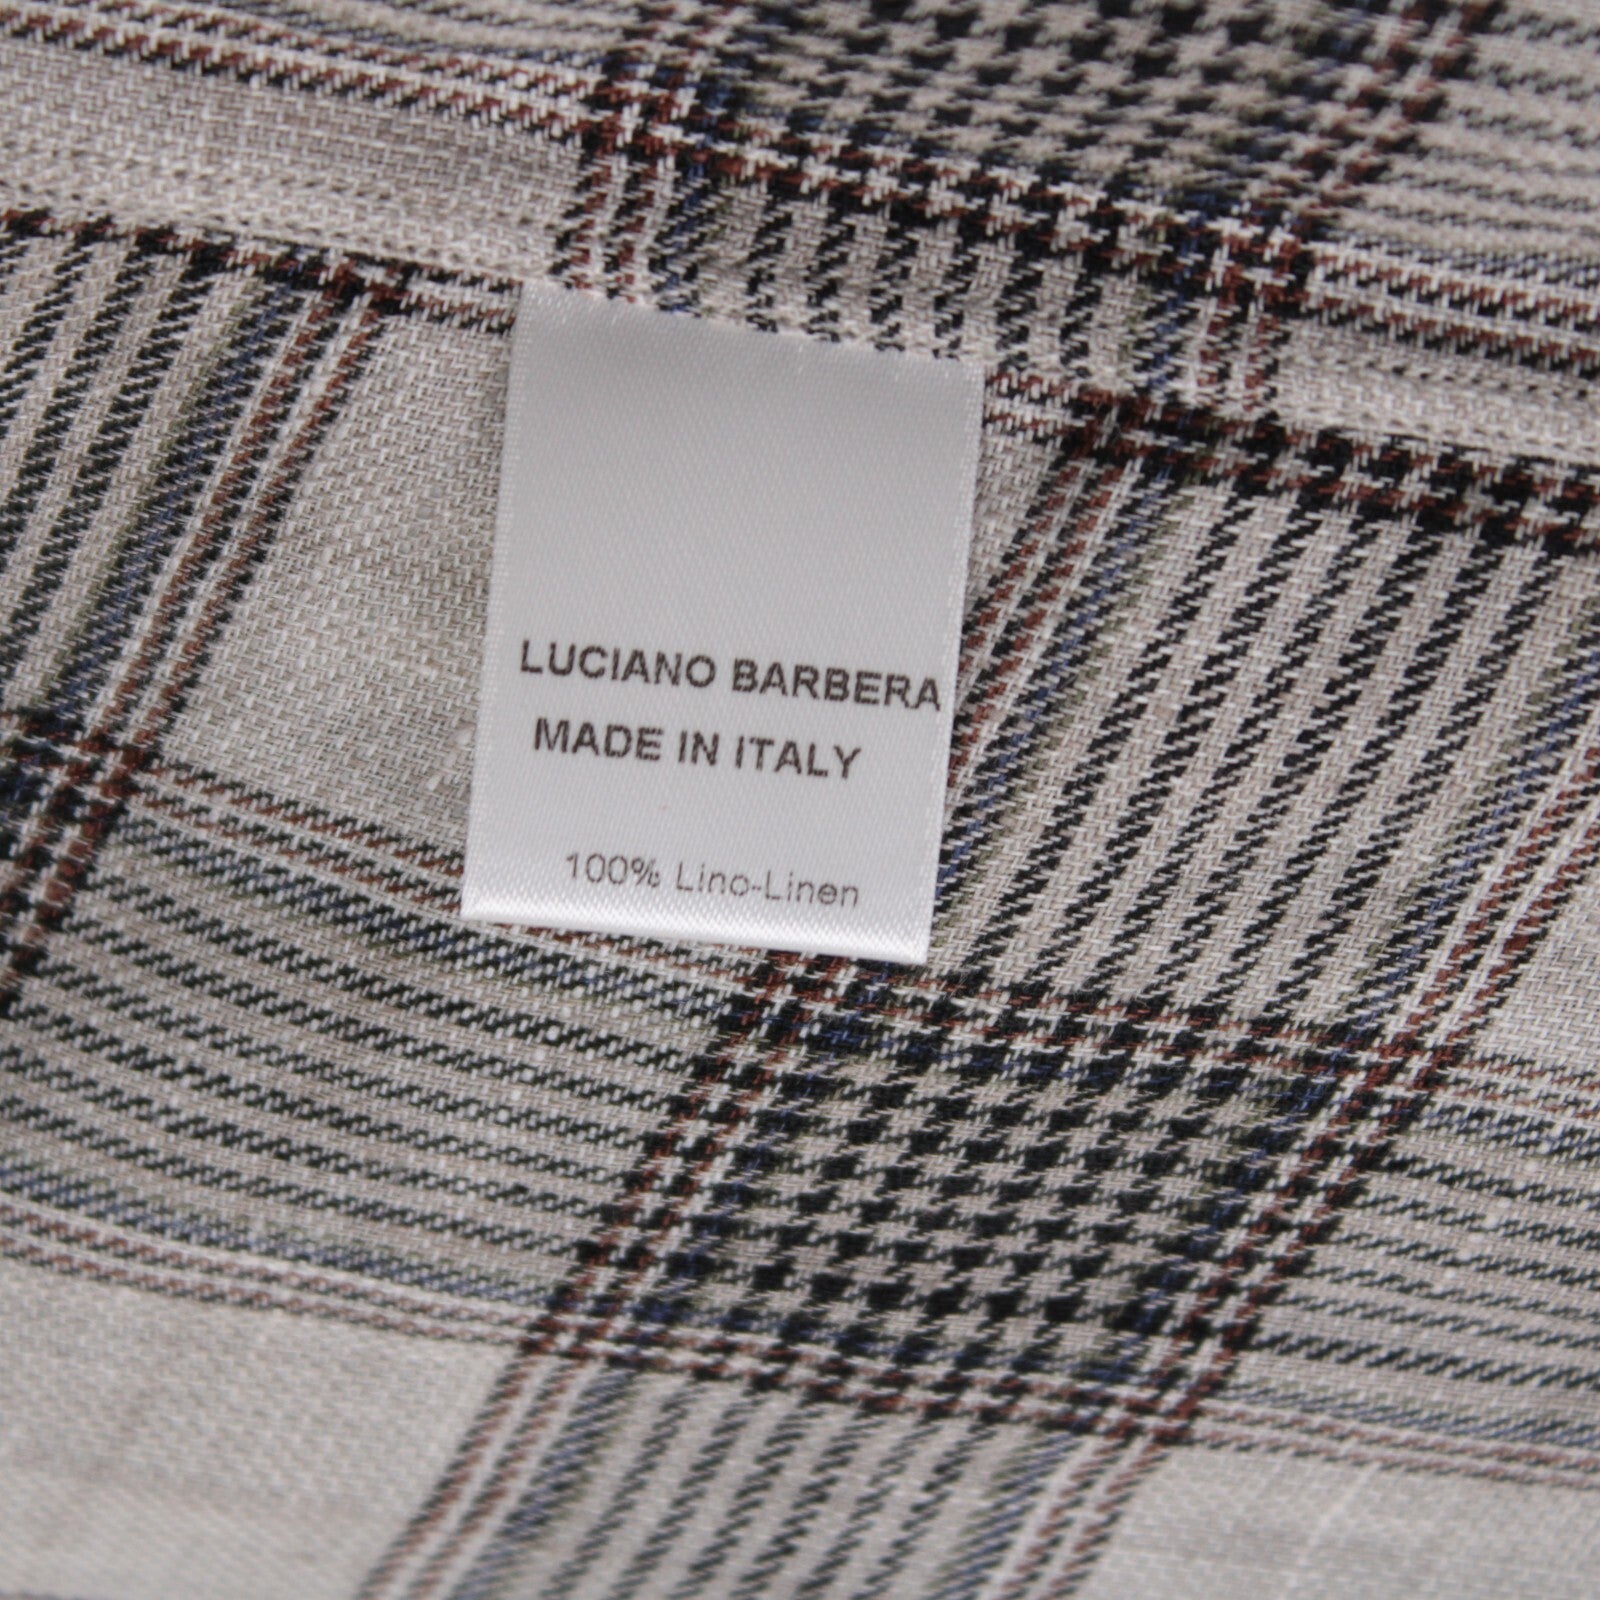 LUCIANO BARBERA
MADE IN ITALY
100% Lino-Linen